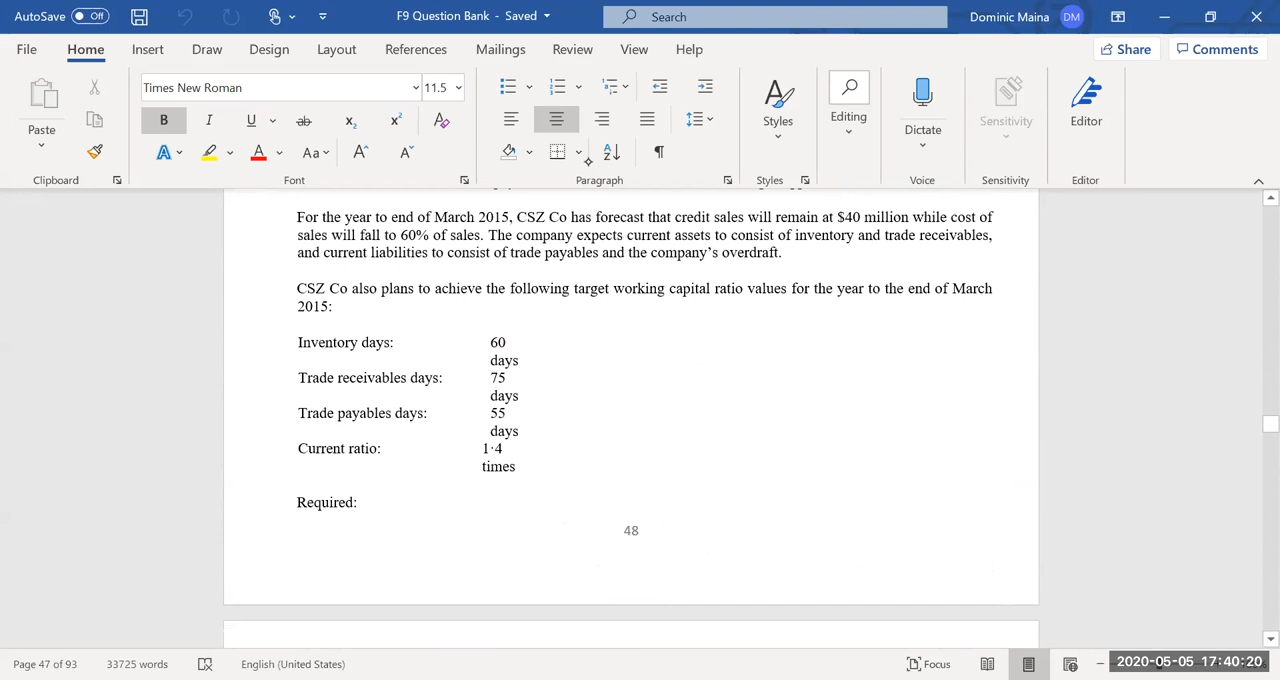 AutoSave Off F9 Question Bank - Saved Search Dominic Maina DM
File Home Insert Draw Design Layout References Mailings Review View Help Share Comments
Times New Roman 11.5
Paste Styles Editing Dictate Sensitivity Editor
B I U ab x2 x2 A
A A Aa A A A Z
Clipboard Font Paragraph Styles Voice Sensitivity Editor
For the year to end of March 2015, CSZ Co has forecast that credit sales will remain at $40 million while cost of
sales will fall to 60% of sales. The company expects current assets to consist of inventory and trade receivables,
and current liabilities to consist of trade payables and the company's overdraft.
CSZ Co also plans to achieve the following target working capital ratio values for the year to the end of March
2015:
Inventory days: 60
days
Trade receivables days: 75
days
Trade payables days: 55
days
Current ratio: 1·4
times
Required:
48
Page 47 of 93 33725 words English (United States) Focus 2020-05-05 17:40:20